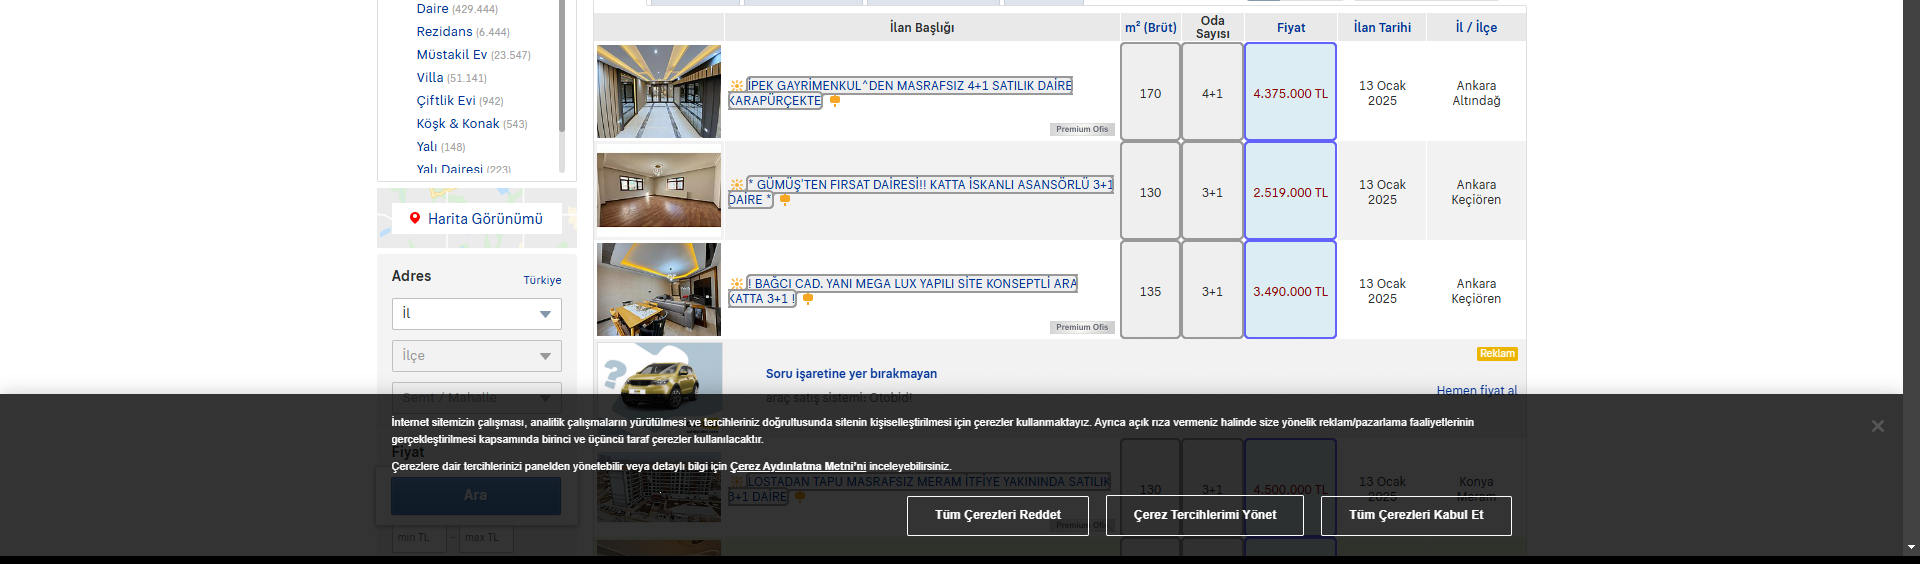 Daire (429.444)
Rezidans (6.444)
Müstakil Ev (23.547)
Villa (51.141)
Çiftlik Evi (942)
Köşk & Konak (543)
Yalı (148)
Yalı Dairesi (223)
Harita Görünümü
Adres Türkiye
İl
İlçe
Semt / Mahalle
Fiyat
Ara
min TL – max TL
İlan Başlığı m² (Brüt) Oda Sayısı Fiyat İlan Tarihi İl / İlçe
İPEK GAYRİMENKUL^DEN MASRAFSIZ 4+1 SATILIK DAİRE
KARAPÜRÇEKTE
Premium Ofis
170 4+1 4.375.000 TL 13 Ocak 2025 Ankara Altındağ
* GÜMÜŞ'TEN FIRSAT DAİRESİ!! KATTA İSKANLI ASANSÖRLÜ 3+1
DAİRE *
130 3+1 2.519.000 TL 13 Ocak 2025 Ankara Keçiören
! BAĞCI CAD. YANI MEGA LUX YAPILI SİTE KONSEPTLİ ARA
KATTA 3+1 !
Premium Ofis
135 3+1 3.490.000 TL 13 Ocak 2025 Ankara Keçiören
Reklam
Soru işaretine yer bırakmayan
araç satış sistemi: Otobid!
Hemen fiyat al
LOSTADAN TAPU MASRAFSIZ MERAM İTFİYE YAKININDA SATILIK
3+1 DAİRE
Premium Ofis
130 3+1 4.500.000 TL 13 Ocak 2025 Konya Meram
İnternet sitemizin çalışması, analitik çalışmaların yürütülmesi ve tercihleriniz doğrultusunda sitenin kişiselleştirilmesi için çerezler kullanmaktayız. Ayrıca açık rıza vermeniz halinde size yönelik reklam/pazarlama faaliyetlerinin
gerçekleştirilmesi kapsamında birinci ve üçüncü taraf çerezler kullanılacaktır.
Çerezlere dair tercihlerinizi panelden yönetebilir veya detaylı bilgi için Çerez Aydınlatma Metni'ni inceleyebilirsiniz.
Tüm Çerezleri Reddet Çerez Tercihlerimi Yönet Tüm Çerezleri Kabul Et